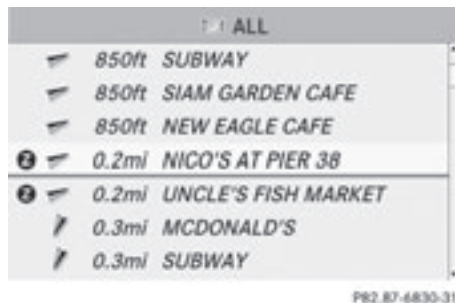 ALL
850ft SUBWAY
850ft SIAM GARDEN CAFE
850ft NEW EAGLE CAFE
Z 0.2mi NICO'S AT PIER 38
Z 0.2mi UNCLE'S FISH MARKET
0.3mi MCDONALD'S
0.3mi SUBWAY
P82.87-6830-31